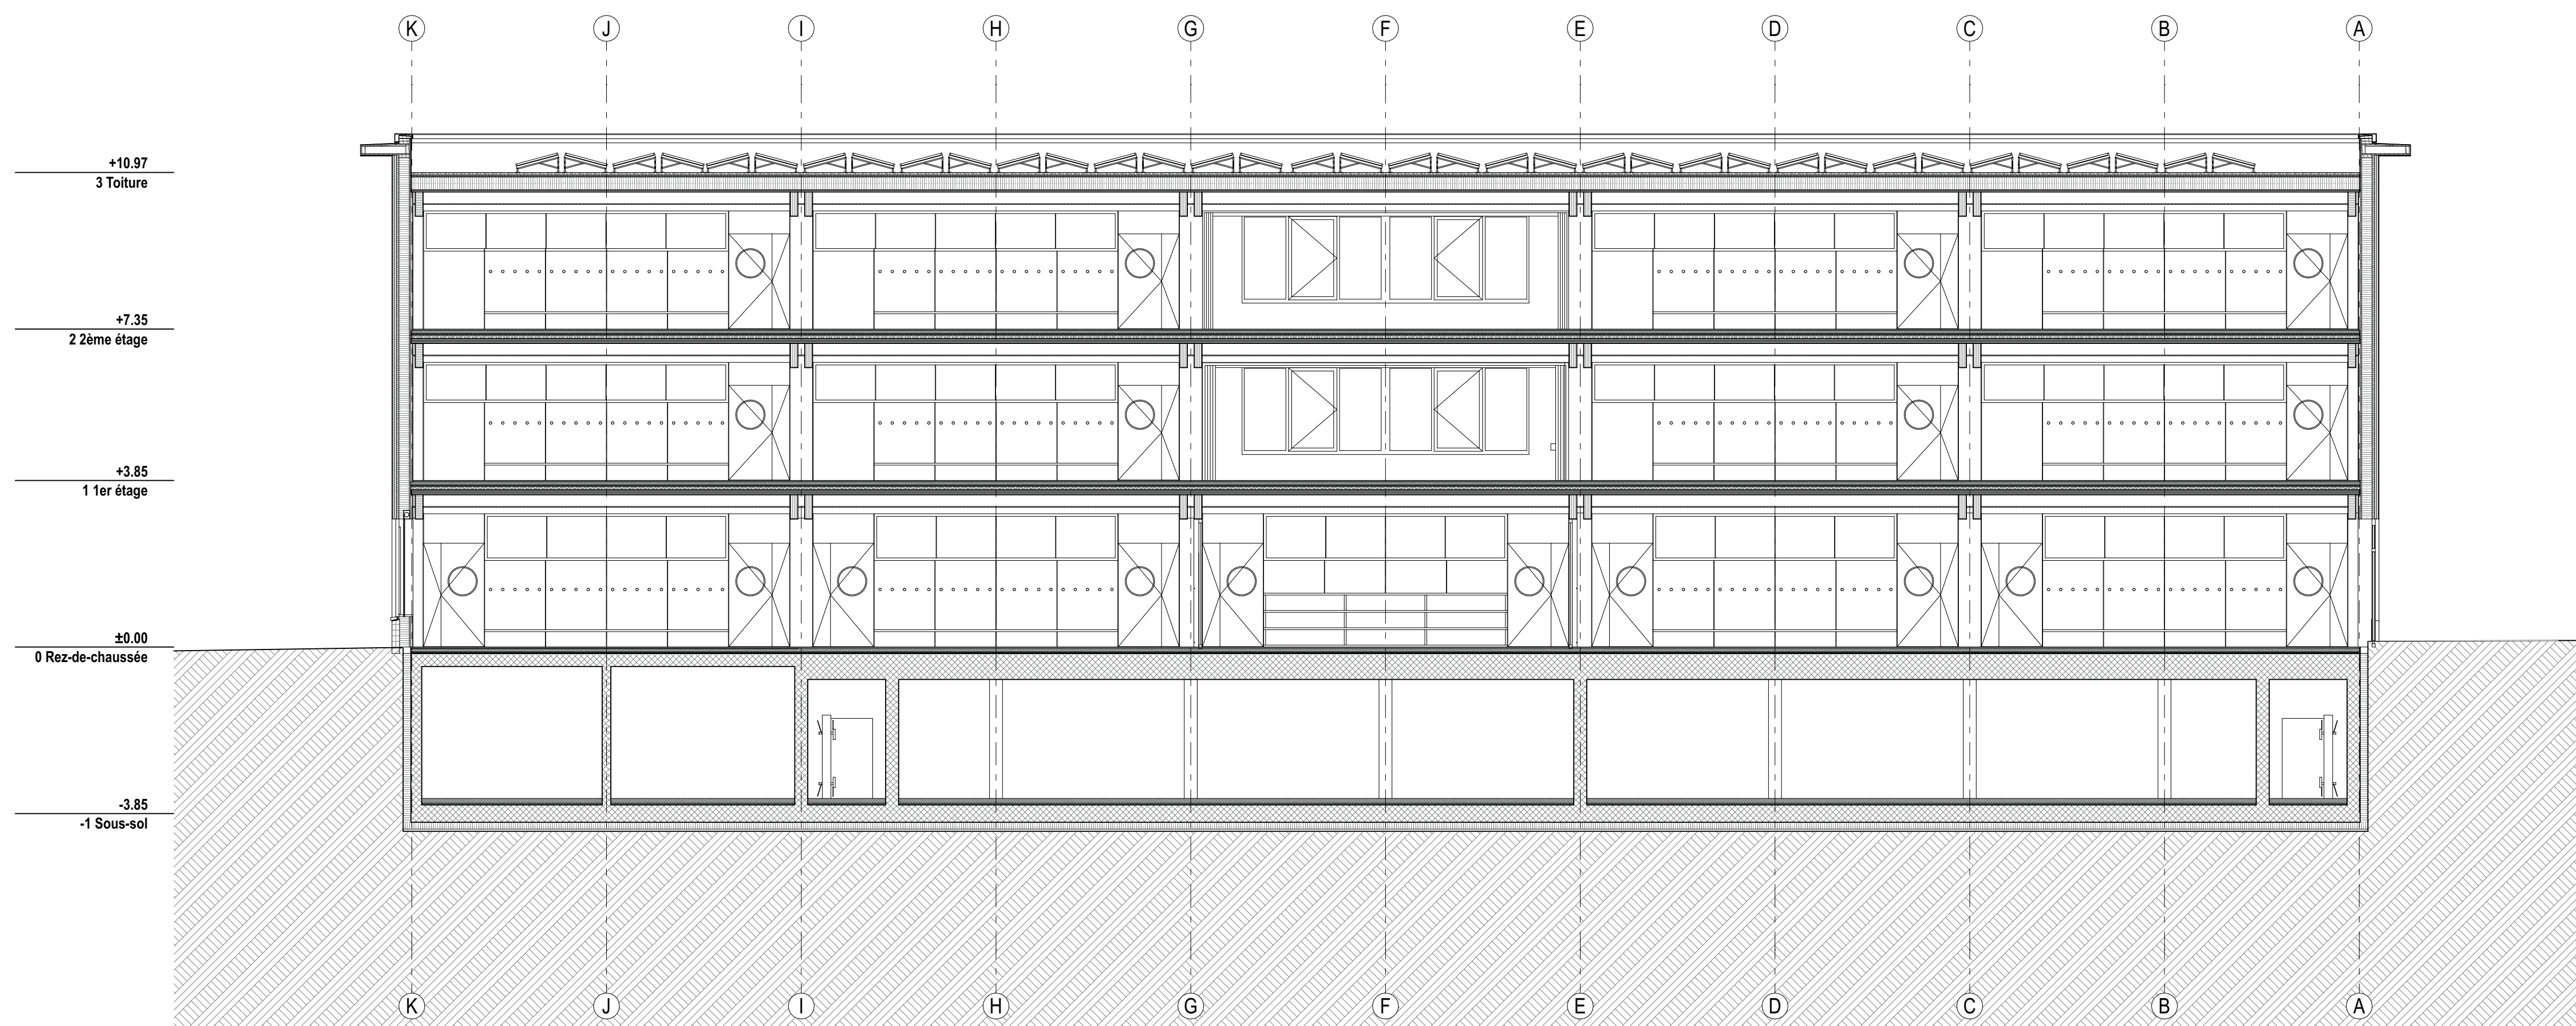 K J I H G F E D C B A
+10.97
3 Toiture
+7.35
2 2ème étage
+3.85
1 1er étage
±0.00
0 Rez-de-chaussée
-3.85
-1 Sous-sol
K J I H G F E D C B A